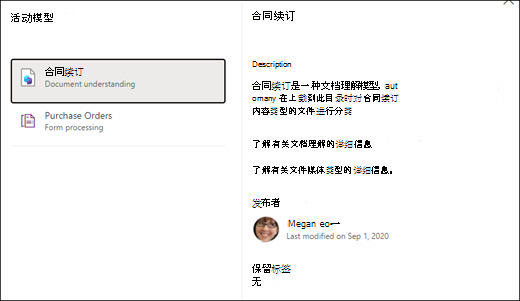 活动模型
合同续订
Document understanding
Purchase Orders
Form processing
合同续订
Description
合同续订是一种文档理解模型, aut
omany 在上载到此目录时对合同续订
内容类型的文件进行分类
了解有关文档理解的详细信息
了解有关文件媒体类型的详细信息。
发布者
Megan eo一
Last modified on Sep 1, 2020
保留标签
无